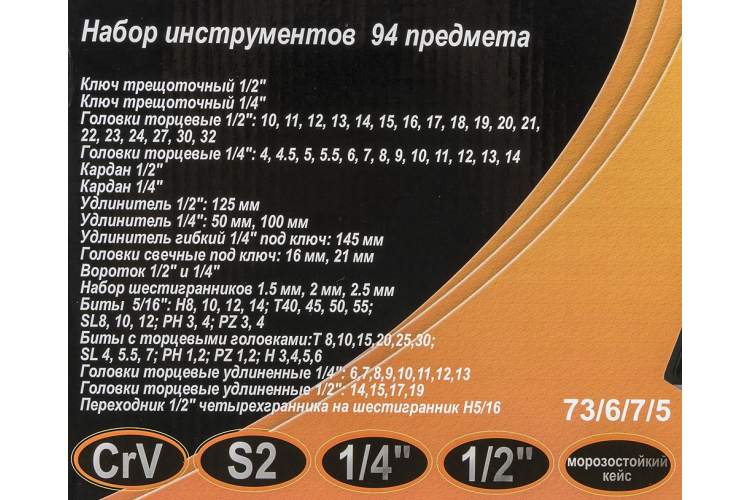 Набор инструментов 94 предмета
Ключ трещоточный 1/2"
Ключ трещоточный 1/4"
Головки торцевые 1/2": 10, 11, 12, 13, 14, 15, 16, 17, 18, 19, 20, 21,
22, 23, 24, 27, 30, 32
Головки торцевые 1/4": 4, 4.5, 5, 5.5, 6, 7, 8, 9, 10, 11, 12, 13, 14
Кардан 1/2"
Кардан 1/4"
Удлинитель 1/2": 125 мм
Удлинитель 1/4": 50 мм, 100 мм
Удлинитель гибкий 1/4" под ключ: 145 мм
Головки свечные под ключ: 16 мм, 21 мм
Вороток 1/2" и 1/4"
Набор шестигранников 1.5 мм, 2 мм, 2.5 мм
Биты 5/16": H8, 10, 12, 14; T40, 45, 50, 55;
SL8, 10, 12; PH 3, 4; PZ 3, 4
Биты с торцевыми головками:T 8,10,15,20,25,30;
SL 4, 5.5, 7; PH 1,2; PZ 1,2; H 3,4,5,6
Головки торцевые удлиненные 1/4": 6,7,8,9,10,11,12,13
Головки торцевые удлиненные 1/2": 14,15,17,19
Переходник 1/2" четырехгранника на шестигранник H5/16
73/6/7/5
CrV S2 1/4" 1/2" морозостойкий
кейс